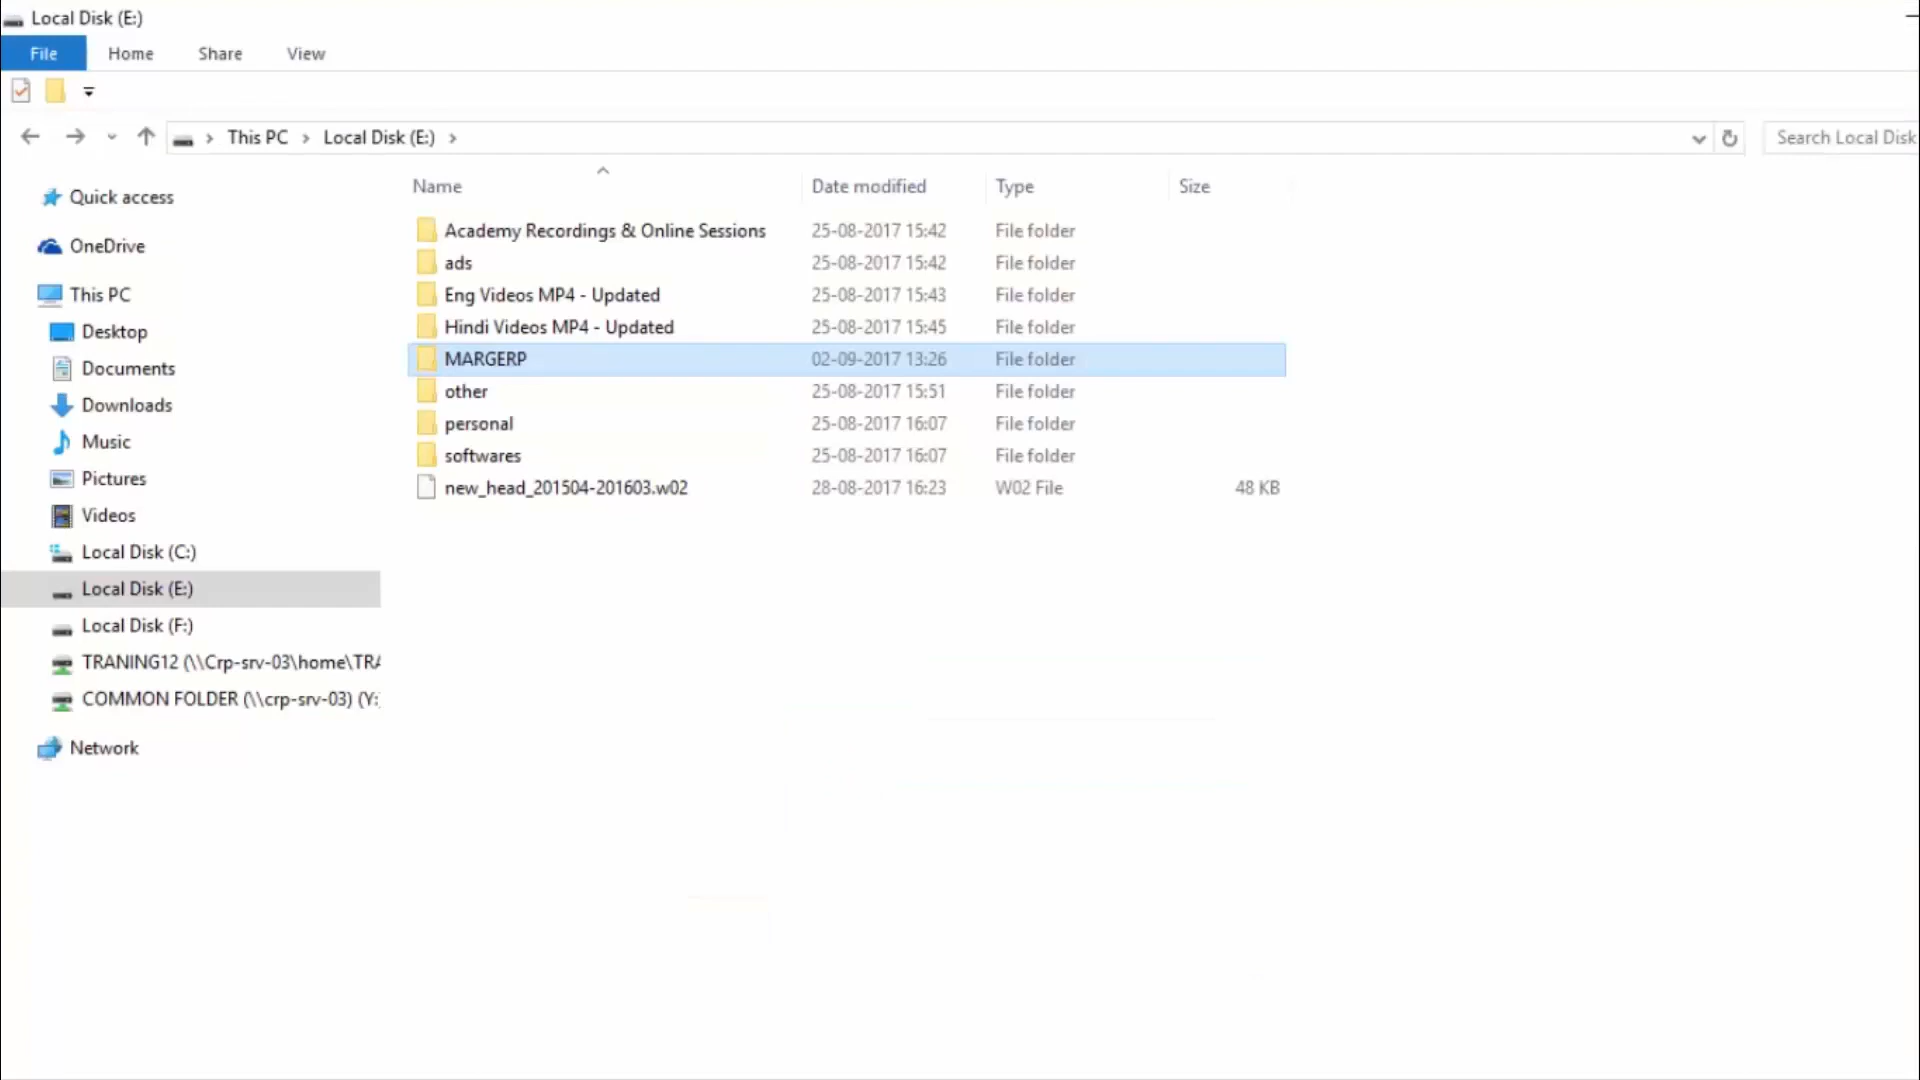 Local Disk (E:)
File Home Share View
This PC Local Disk (E:) Search Local Disk
Quick access
OneDrive
This PC
Desktop
Documents
Downloads
Music
Pictures
Videos
Local Disk (C:)
Local Disk (E:)
Local Disk (F:)
TRANING12 (\\Crp-srv-03\home\TRA
COMMON FOLDER (\\crp-srv-03) (Y:
Network
Name Date modified Type Size
Academy Recordings & Online Sessions 25-08-2017 15:42 File folder
ads 25-08-2017 15:42 File folder
Eng Videos MP4 - Updated 25-08-2017 15:43 File folder
Hindi Videos MP4 - Updated 25-08-2017 15:45 File folder
MARGERP 02-09-2017 13:26 File folder
other 25-08-2017 15:51 File folder
personal 25-08-2017 16:07 File folder
softwares 25-08-2017 16:07 File folder
new_head_201504-201603.w02 28-08-2017 16:23 W02 File 48 KB